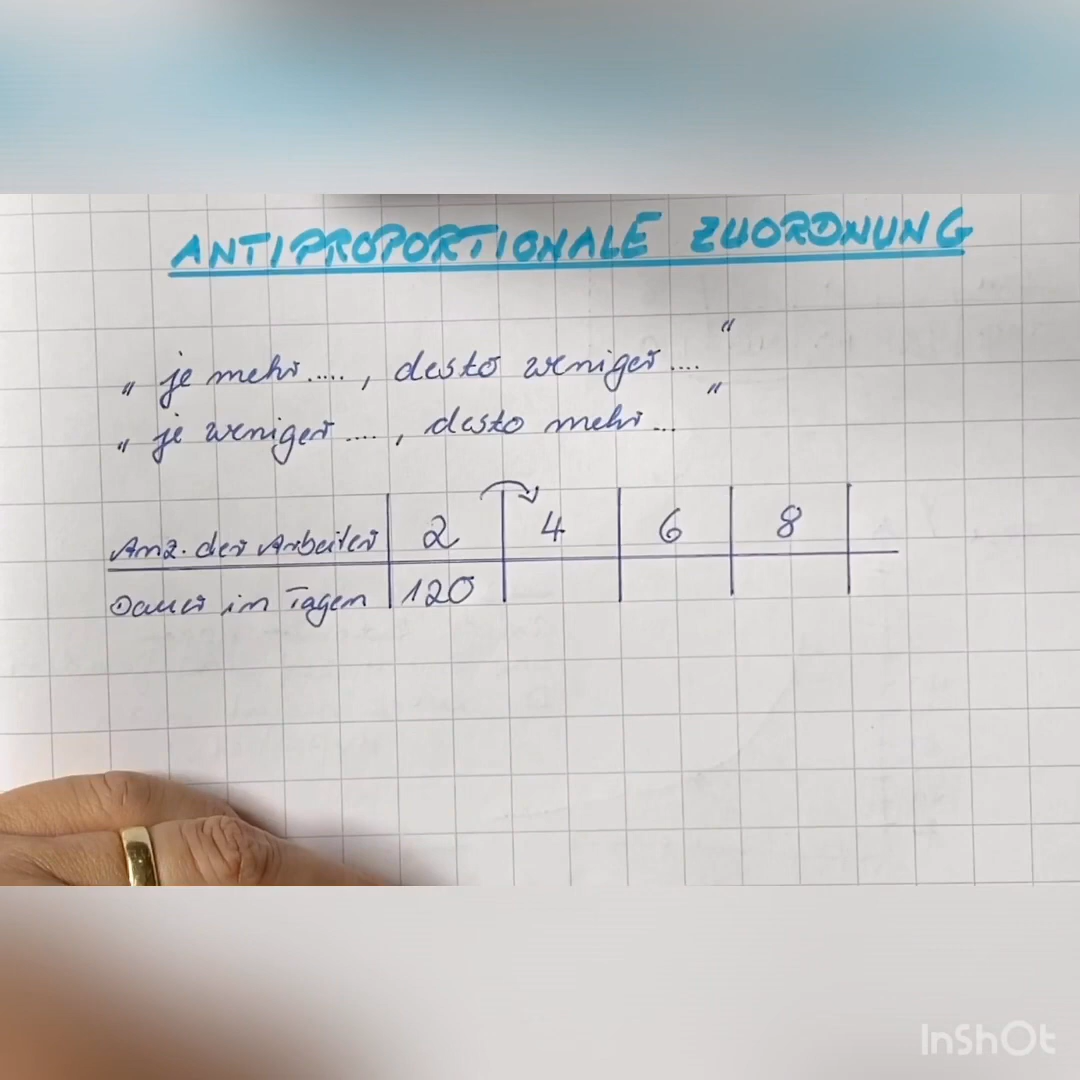 ANTIPROPORTIONALE ZUORDNUNG
„ je mehr....., desto weniger...."
„ je weniger...., desto mehr..."
Anz. der Arbeiter 2 4 6 8
Dauer in Tagen 120
InShOt